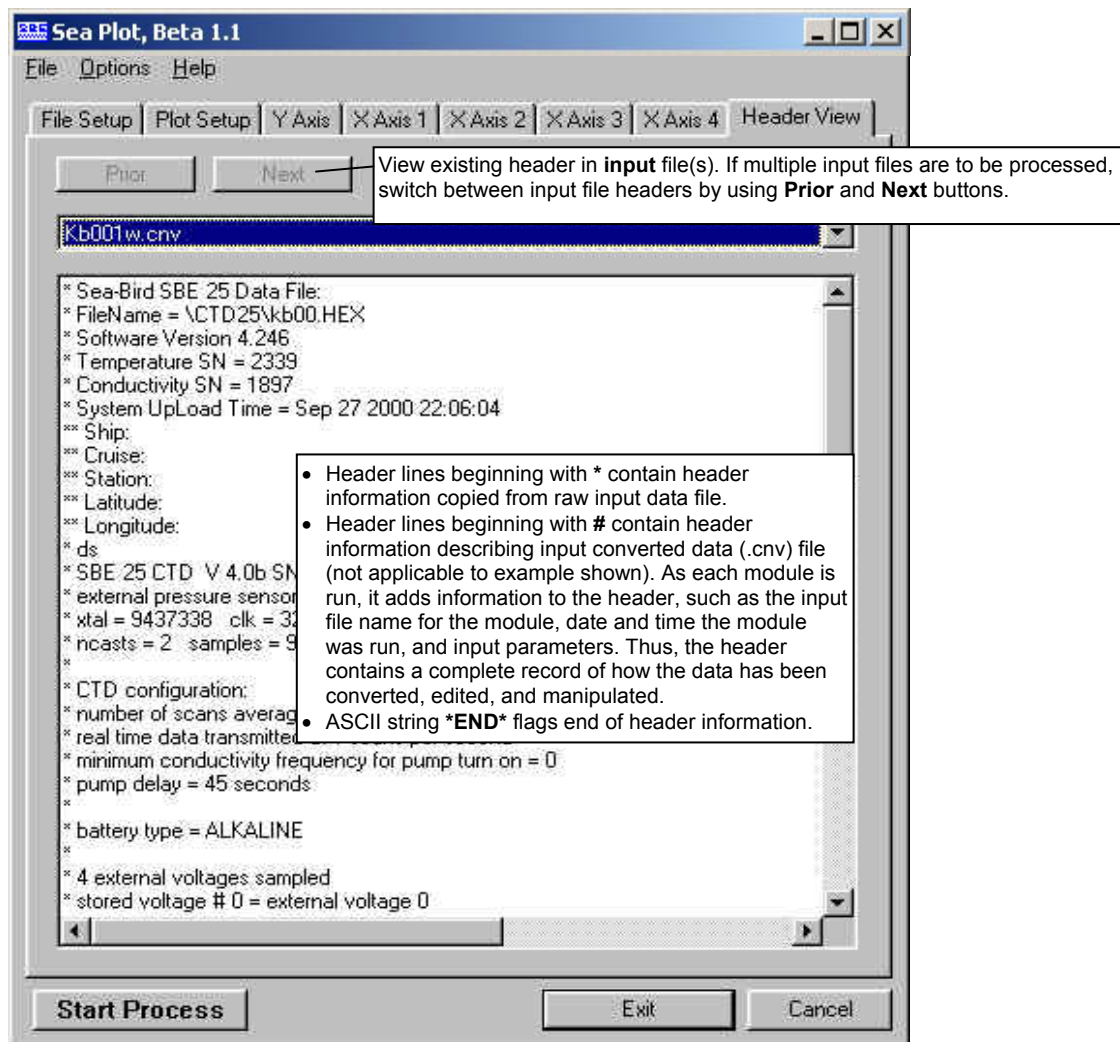 SBE Sea Plot, Beta 1.1
File Options Help
File Setup Plot Setup Y Axis X Axis 1 X Axis 2 X Axis 3 X Axis 4 Header View
Prior Next
View existing header in input file(s). If multiple input files are to be processed,
switch between input file headers by using Prior and Next buttons.
Kb001w.cnv
* Sea-Bird SBE 25 Data File:
* FileName = \CTD25\kb00.HEX
* Software Version 4.246
* Temperature SN = 2339
* Conductivity SN = 1897
* System UpLoad Time = Sep 27 2000 22:06:04
** Ship:
** Cruise:
** Station:
** Latitude:
** Longitude:
* ds
* SBE 25 CTD V 4.0b SN
* external pressure sensor
* xtal = 9437338 clk = 32
* ncasts = 2 samples = 9
*
* CTD configuration:
* number of scans averag
* real time data transmitted
* minimum conductivity frequency for pump turn on = 0
* pump delay = 45 seconds
*
* battery type = ALKALINE
*
* 4 external voltages sampled
* stored voltage # 0 = external voltage 0
• Header lines beginning with * contain header
information copied from raw input data file.
• Header lines beginning with # contain header
information describing input converted data (.cnv) file
(not applicable to example shown). As each module is
run, it adds information to the header, such as the input
file name for the module, date and time the module
was run, and input parameters. Thus, the header
contains a complete record of how the data has been
converted, edited, and manipulated.
• ASCII string *END* flags end of header information.
Start Process Exit Cancel